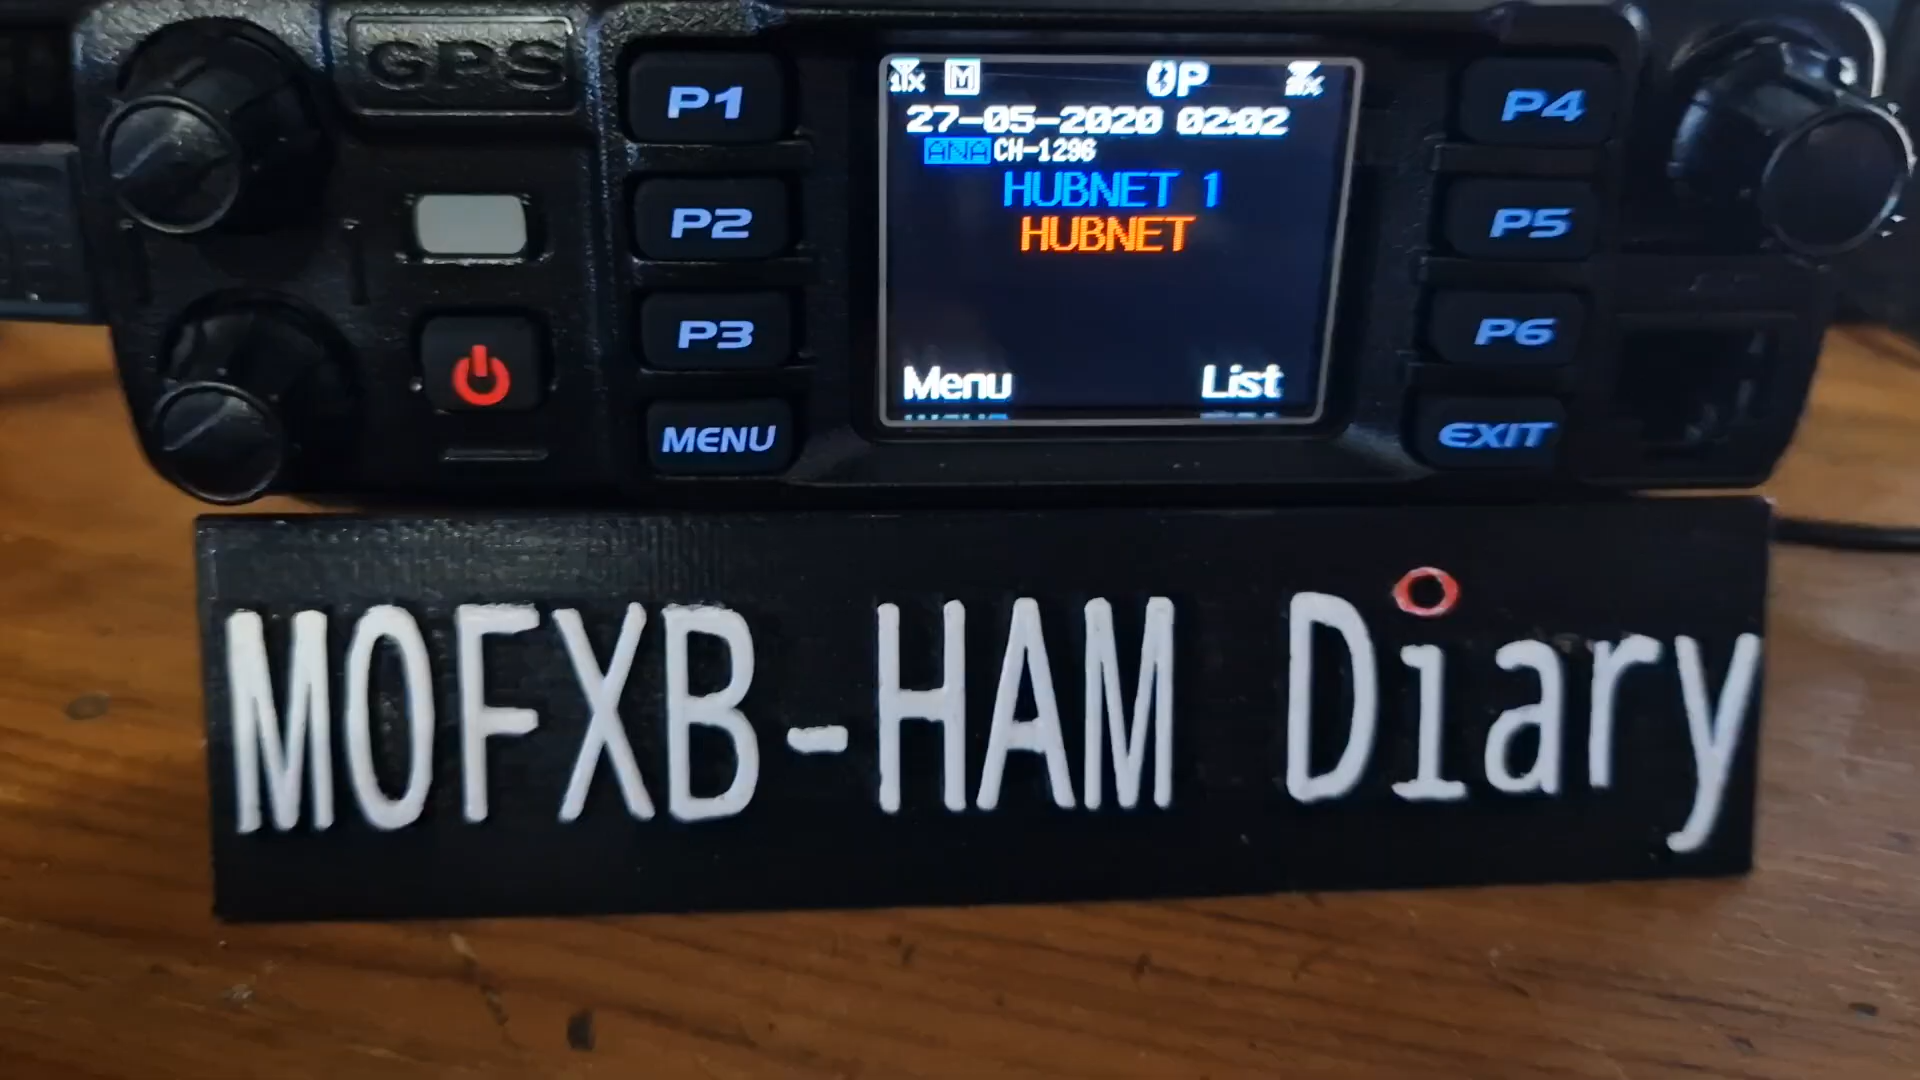 GPS
P1
P2
P3
MENU
M
27-05-2020 02:02
ANA CH-1296
HUBNET 1
HUBNET
Menu List
P4
P5
P6
EXIT
M0FXB-HAM Diary